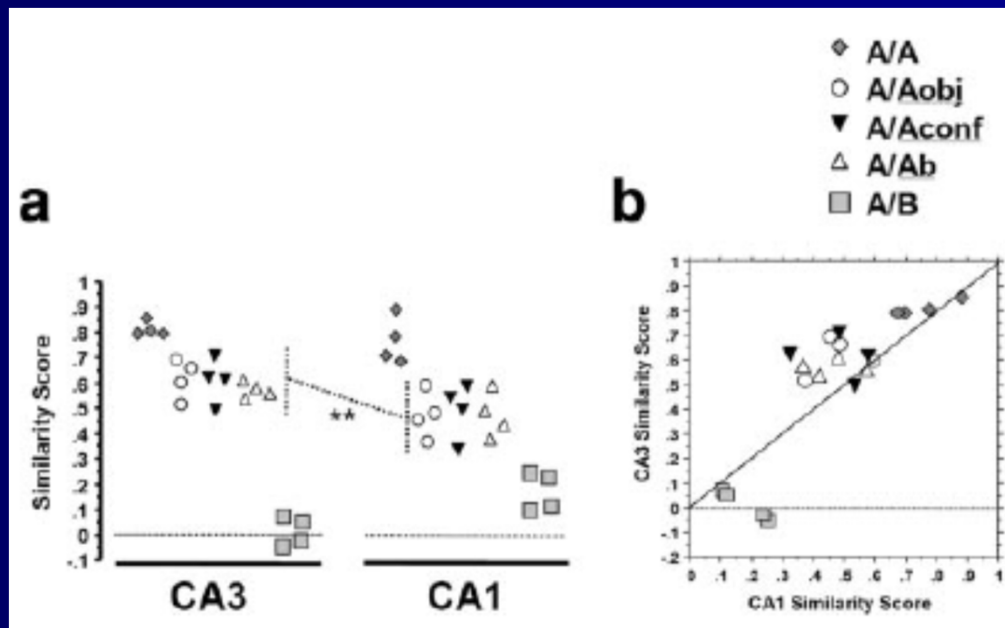 A/A
A/Aobj
A/Aconf
A/Ab
A/B
a
b
Similarity Score
1
.9
.8
.7
.6
.5
.4
.3
.2
.1
0
-.1
**
CA3
CA1
CA3 Similarity Score
1
.9
.8
.7
.6
.5
.4
.3
.2
.1
0
-.1
-.2
0 .1 .2 .3 .4 .5 .6 .7 .8 .9 1
CA1 Similarity Score